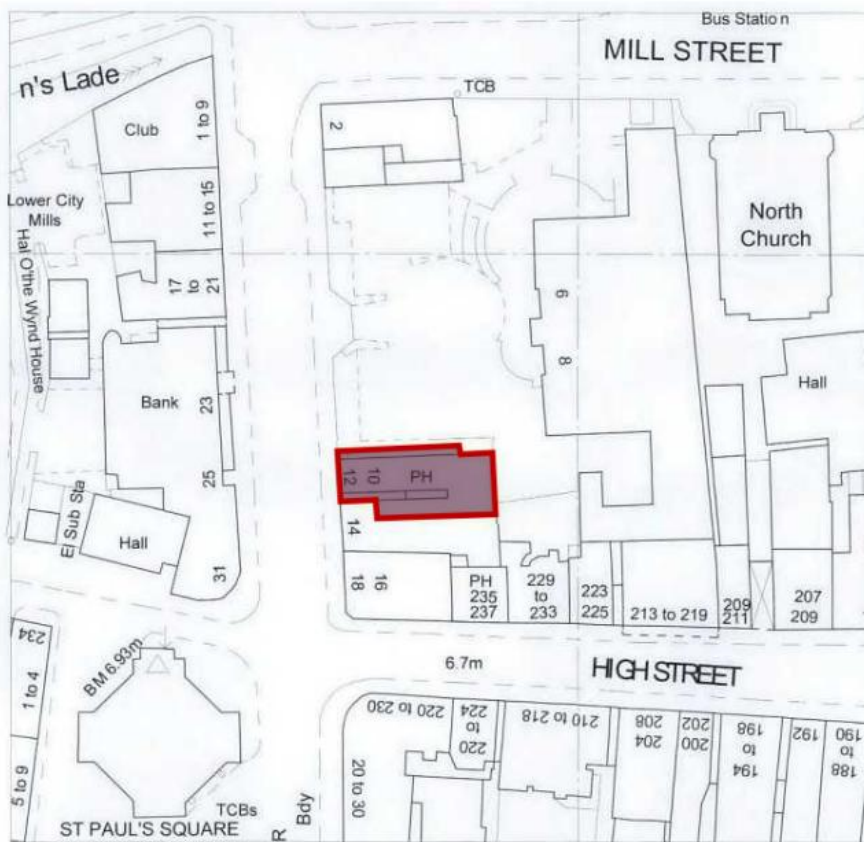 Bus Station
MILL STREET
n's Lade
TCB
Club
1 to 9
2
Lower City
Mills
11 to 15
North
Church
Hal O'the Wynd House
17
to
21
6
8
Hall
Bank
23
25
12
10
PH
El Sub Sta
Hall
14
31
18
16
PH
235
237
229
to
233
223
225
213 to 219
209
211
207
209
234
1 to 4
BM 6.93m
6.7m
HIGH STREET
220 to 230
224
to
220
210 to 218
208
204
202
200
198
to
194
192
190
to
188
5 to 9
20 to 30
TCBs
ST PAUL'S SQUARE
R
Bdy